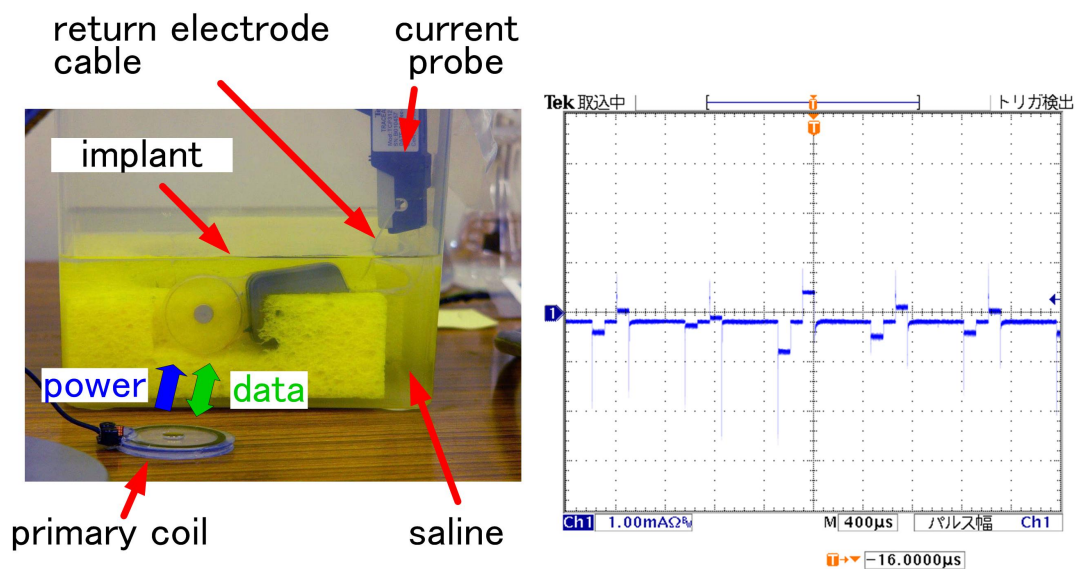 return electrode
cable
current
probe
implant
power
data
primary coil
saline
Tek 取込中
トリガ検出
T
T
1
Ch1 1.00mAΩBw
M 400µs
パルス幅 Ch1
T→▼ −16.0000µs